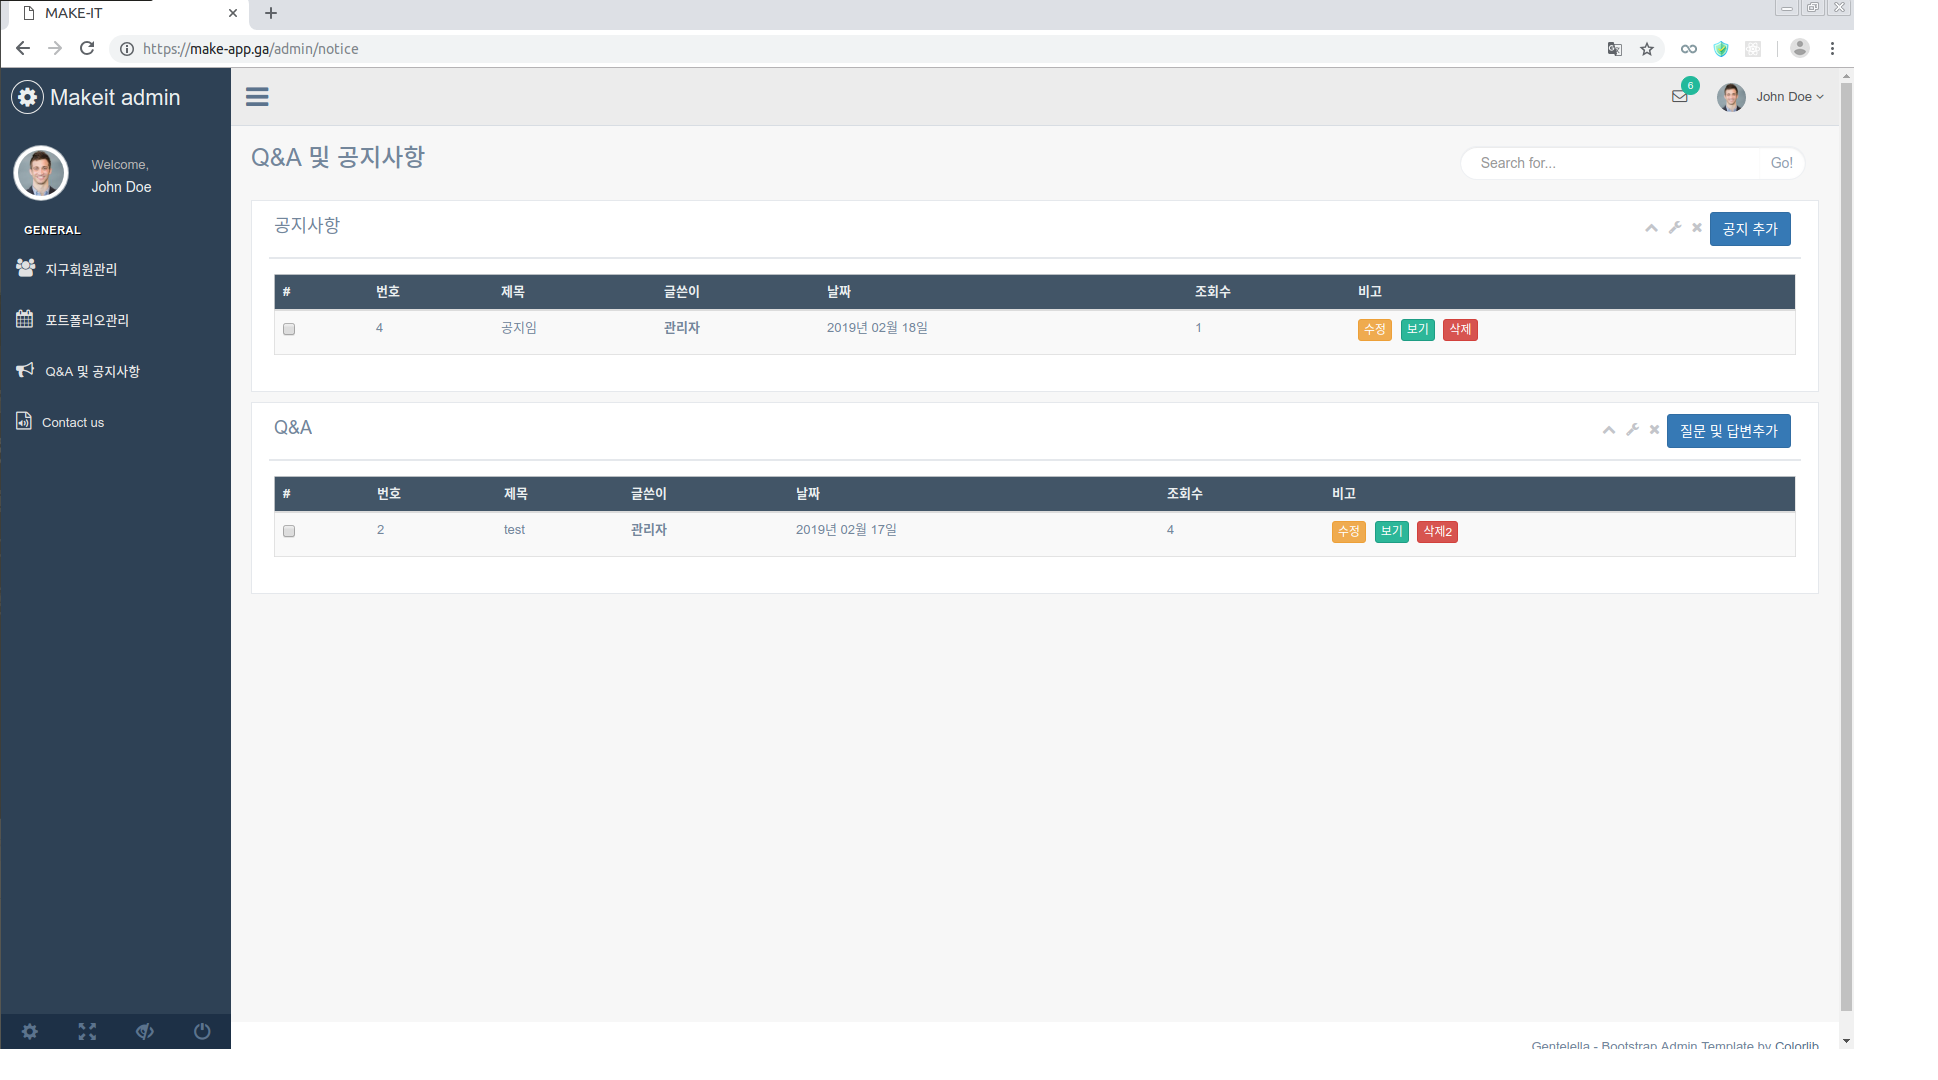 MAKE-IT
https://make-app.ga/admin/notice
Makeit admin
6
John Doe
Welcome,
John Doe
GENERAL
지구회원관리
포트폴리오관리
Q&A 및 공지사항
Contact us
Q&A 및 공지사항
Search for... Go!
공지사항
공지 추가
# 번호 제목 글쓴이 날짜 조회수 비고
4 공지임 관리자 2019년 02월 18일 1 수정 보기 삭제
Q&A
질문 및 답변추가
# 번호 제목 글쓴이 날짜 조회수 비고
2 test 관리자 2019년 02월 17일 4 수정 보기 삭제2
Gentelella - Bootstrap Admin Template by Colorlib